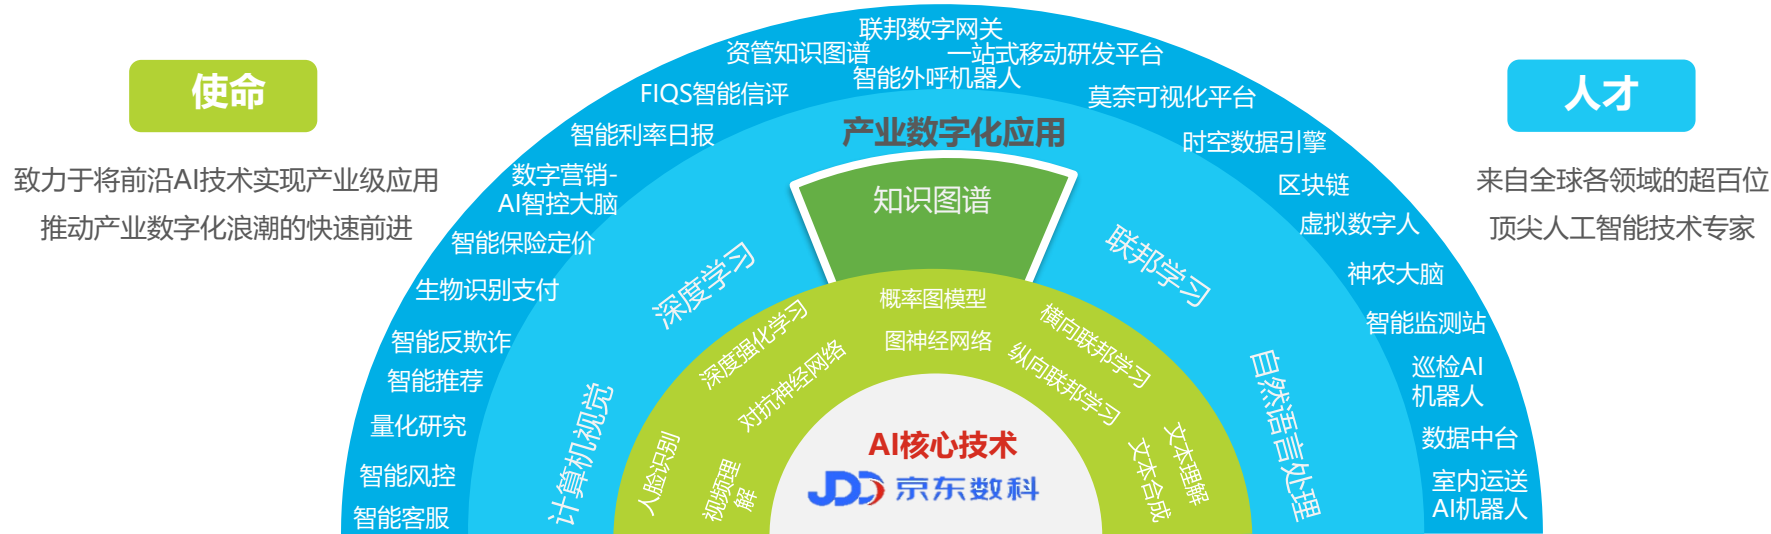 使命
致力于将前沿AI技术实现产业级应用
推动产业数字化浪潮的快速前进
联邦数字网关
资管知识图谱
一站式移动研发平台
智能外呼机器人
FIQS智能信评
莫奈可视化平台
智能利率日报
时空数据引擎
数字营销-
AI智控大脑
区块链
智能保险定价
虚拟数字人
生物识别支付
神农大脑
智能反欺诈
智能监测站
智能推荐
巡检AI
机器人
量化研究
数据中台
智能风控
室内运送
AI机器人
智能客服
产业数字化应用
知识图谱
深度学习
联邦学习
计算机视觉
自然语言处理
概率图模型
图神经网络
深度强化学习
对抗神经网络
横向联邦学习
纵向联邦学习
人脸识别
视频理
解
文本理解
文本合成
AI核心技术
JDD 京东数科
人才
来自全球各领域的超百位
顶尖人工智能技术专家